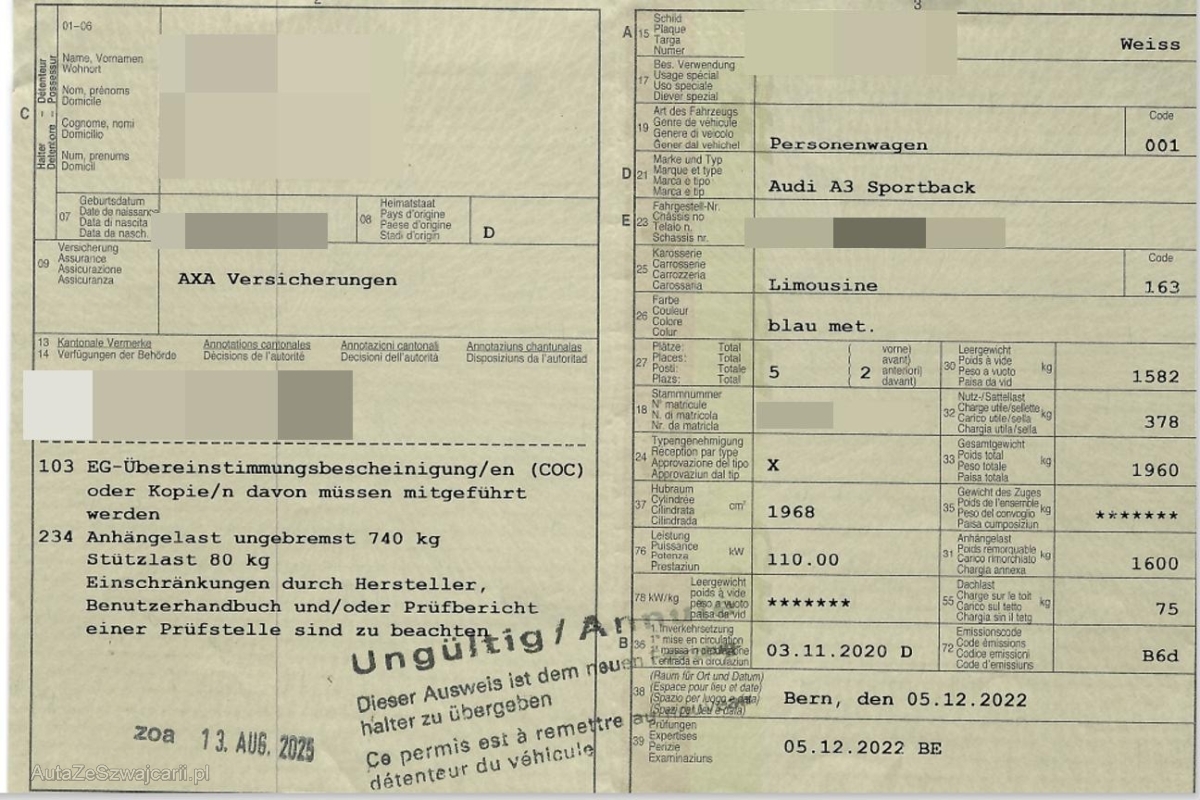 2
01-06
Halter - Détenteur
Detentore - Possessur
C
Name, Vornamen
Wohnort
Nom, prénoms
Domicile
Cognome, nomi
Domicilio
Num, prenums
Domicil
07
Geburtsdatum
Date de naissance
Data di nascita
Data da nasch.
08
Heimatstaat
Pays d'origine
Paese d'origine
Stadi d'origin
D
09
Versicherung
Assurance
Assicurazione
Assicuranza
AXA Versicherungen
13 Kantonale Vermerke Annotations cantonales Annotazioni cantonali Annotaziuns chantunalas
14 Verfügungen der Behörde Décisions de l'autorité Decisioni dell'autorità Disposiziuns da l'autoritad
103 EG-Übereinstimmungsbescheinigung/en (COC)
oder Kopie/n davon müssen mitgeführt
werden
234 Anhängelast ungebremst 740 kg
Stützlast 80 kg
Einschränkungen durch Hersteller,
Benutzerhandbuch und/oder Prüfbericht
einer Prüfstelle sind zu beachten
Ungültig / Annulé
Dieser Ausweis ist dem neuen
halter zu übergeben
Ce permis est à remettre au
détenteur du véhicule
zoa 13. AUG. 2025
AutaZeSzwajcarii.pl
3
A 15
Schild
Plaque
Targa
Numer
Weiss
17
Bes. Verwendung
Usage spécial
Uso speciale
Diever spezial
19
Art des Fahrzeugs
Genre de véhicule
Genere di veicolo
Gener dal vehichel
Personenwagen
Code
001
D 21
Marke und Typ
Marque et type
Marca e tipo
Marca e tip
Audi A3 Sportback
E 23
Fahrgestell-Nr.
Châssis no
Telaio n.
Schassis nr.
25
Karosserie
Carrosserie
Carrozzeria
Carossaria
Limousine
Code
163
26
Farbe
Couleur
Colore
Colur
blau met.
27
Plätze: Total
Places: Total
Posti: Totale
Plazs: Total
5
( vorne)
( avant)
( anteriori)
( davant)
2
30
Leergewicht
Poids à vide
Peso a vuoto
Paisa da vid
kg
1582
18
Stammnummer
N° matricule
N. di matricola
Nr. da matricla
32
Nutz-/Sattellast
Charge utile/sellette
Carico utile/sella
Chargia utila/sella
kg
378
24
Typengenehmigung
Réception par type
Approvazione del tipo
Approvaziun dal tip
X
33
Gesamtgewicht
Poids total
Peso totale
Paisa totala
kg
1960
37
Hubraum
Cylindrée
Cilindrata
Cilindrada
cm³
1968
35
Gewicht des Zuges
Poids de l'ensemble
Peso del convoglio
Paisa cumposiziun
kg
*******
76
Leistung
Puissance
Potenza
Prestaziun
kW
110.00
31
Anhängelast
Poids remorquable
Carico rimorchiato
Chargia annexa
kg
1600
78 kW/kg
Leergewicht
poids à vide
peso a vuoto
paisa da vid
*******
55
Dachlast
Charge sur le toit
Carico sul tetto
Chargia sin il tetg
kg
75
B 36
1. Inverkehrsetzung
1re mise en circulation
1a messa in circolazione
1. entrada en circulaziun
03.11.2020 D
72
Emissionscode
Code émissions
Codice emissioni
Code d'emissiuns
B6d
38
(Raum für Ort und Datum)
(Espace pour lieu et date)
(Spazio per luogo e data)
(Spazi per lieu e data)
Bern, den 05.12.2022
39
Prüfungen
Expertises
Perizie
Examinaziuns
05.12.2022 BE